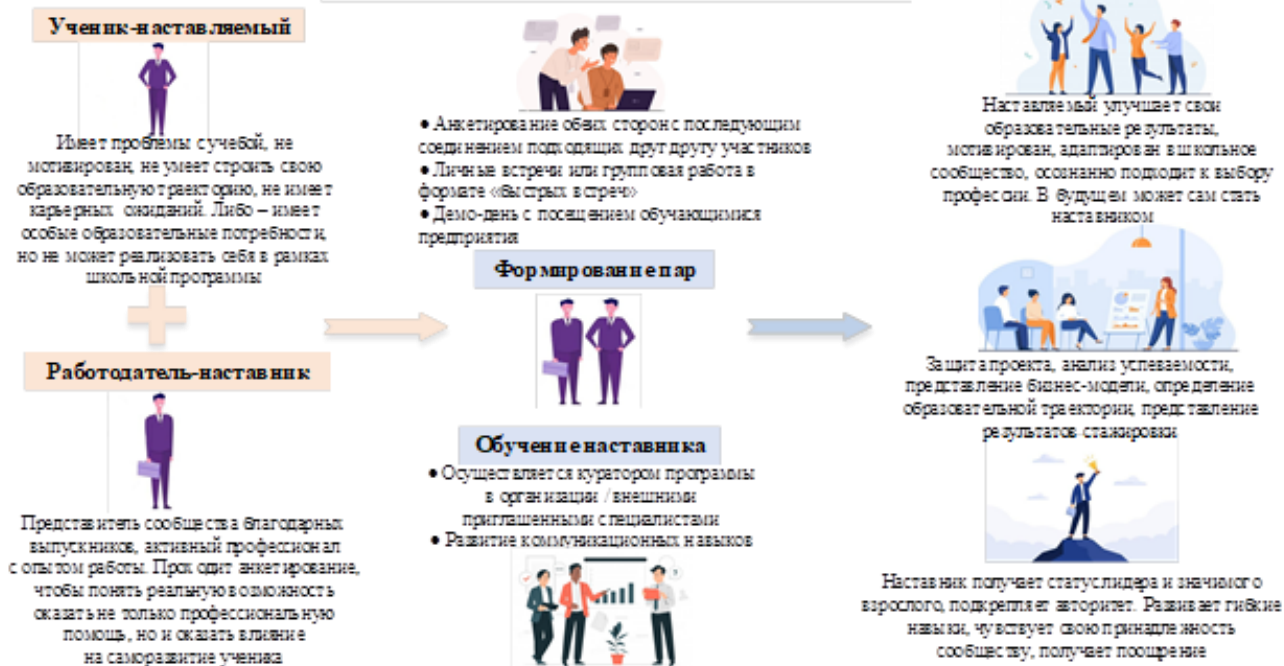 Ученик-наставляемый
Имеет проблемы с учебой, не
мотивирован, не умеет строить свою
образовательную траекторию, не имеет
карьерных ожиданий. Либо – имеет
особые образовательные потребности,
но не может реализовать себя в рамках
школьной программы
Работодатель-наставник
Представитель сообщества благодарных
выпускников, активный профессионал
с опытом работы. Проходит анкетирование,
чтобы понять реальную возможность
оказать не только профессиональную
помощь, но и оказать влияние
на саморазвитие ученика
● Анкетирование обеих сторон с последующим
соединением подходящих друг другу участников
● Личные встречи или групповая работа в
формате «быстрых встреч»
● Демо-день с посещением обучающимися
предприятия
Формирование пар
Обучение наставника
● Осуществляется куратором программы
в организации / внешними
приглашенными специалистами
● Развитие коммуникационных навыков
Наставляемый улучшает свои
образовательные результаты,
мотивирован, адаптирован в школьное
сообщество, осознанно подходит к выбору
профессии. В будущем может сам стать
наставником
Защита проекта, анализ успеваемости,
представление бизнес-модели, определение
образовательной траектории, представление
результатов стажировки
Наставник получает статус лидера и значимого
взрослого, подкрепляет авторитет. Развивает гибкие
навыки, чувствует свою принадлежность
сообществу, получает поощрение